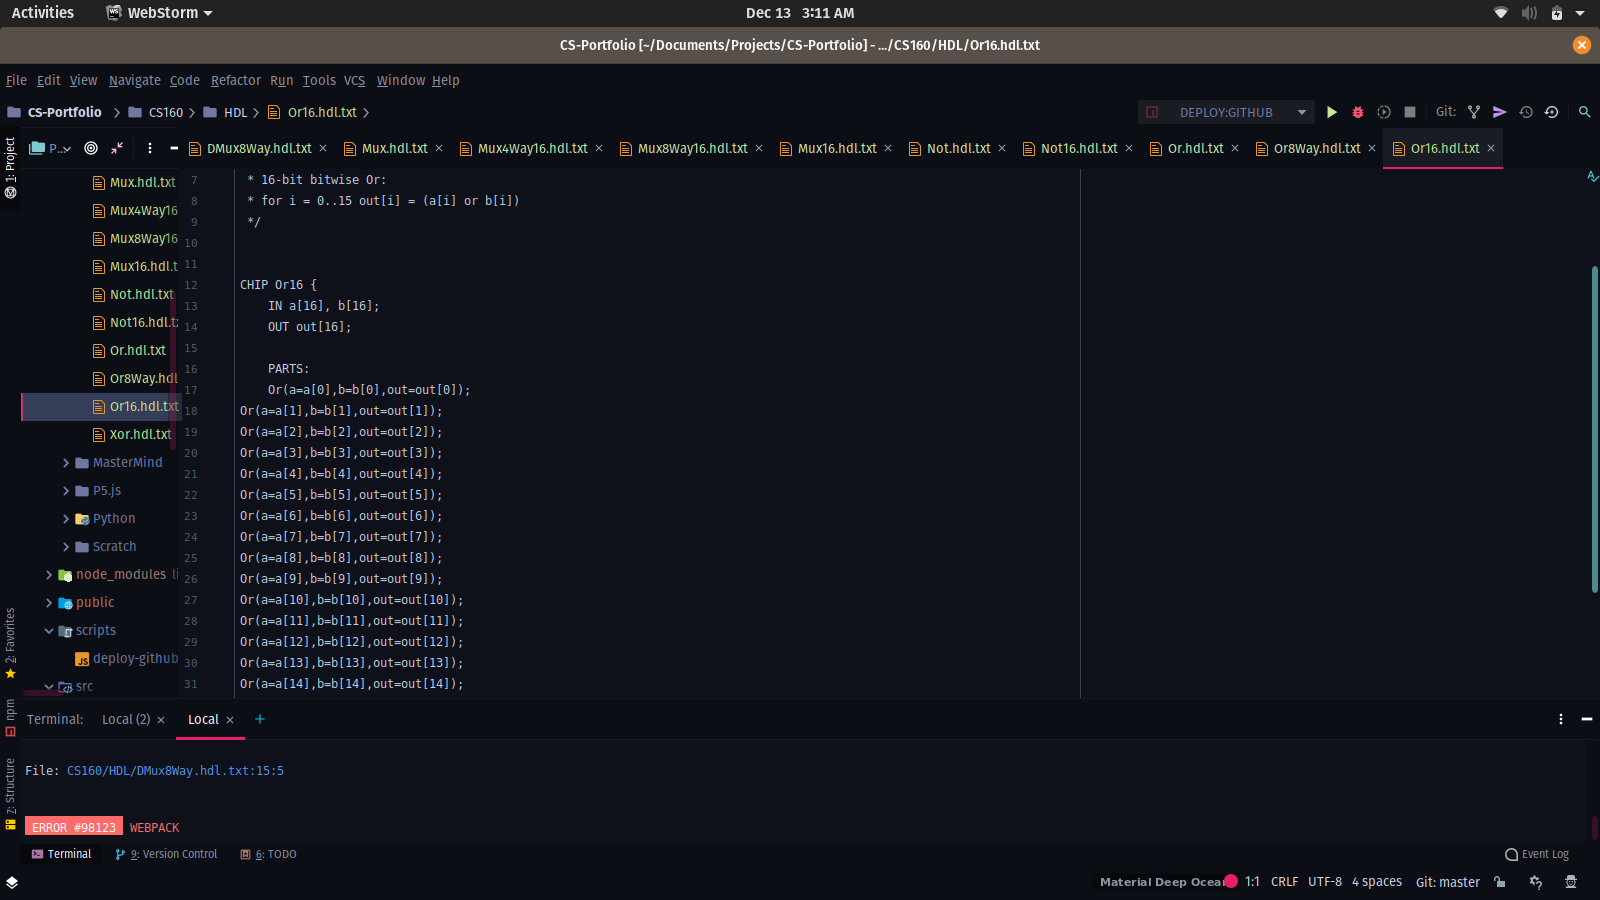 Activities
WebStorm
Dec 13 3:11 AM
CS-Portfolio [~/Documents/Projects/CS-Portfolio] - .../CS160/HDL/Or16.hdl.txt
File Edit View Navigate Code Refactor Run Tools VCS Window Help
CS-Portfolio CS160 HDL Or16.hdl.txt
DEPLOY:GITHUB
Git:
1: Project
P...
DMux8Way.hdl.txt Mux.hdl.txt Mux4Way16.hdl.txt Mux8Way16.hdl.txt Mux16.hdl.txt Not.hdl.txt Not16.hdl.txt Or.hdl.txt Or8Way.hdl.txt Or16.hdl.txt
Mux.hdl.txt
Mux4Way16
Mux8Way16
Mux16.hdl.t
Not.hdl.txt
Not16.hdl.t
Or.hdl.txt
Or8Way.hdl
Or16.hdl.txt
Xor.hdl.txt
MasterMind
P5.js
Python
Scratch
node_modules li
public
scripts
deploy-github
src
7 * 16-bit bitwise Or:
8 * for i = 0..15 out[i] = (a[i] or b[i])
9 */
10
11
12 CHIP Or16 {
13 IN a[16], b[16];
14 OUT out[16];
15
16 PARTS:
17 Or(a=a[0],b=b[0],out=out[0]);
18 Or(a=a[1],b=b[1],out=out[1]);
19 Or(a=a[2],b=b[2],out=out[2]);
20 Or(a=a[3],b=b[3],out=out[3]);
21 Or(a=a[4],b=b[4],out=out[4]);
22 Or(a=a[5],b=b[5],out=out[5]);
23 Or(a=a[6],b=b[6],out=out[6]);
24 Or(a=a[7],b=b[7],out=out[7]);
25 Or(a=a[8],b=b[8],out=out[8]);
26 Or(a=a[9],b=b[9],out=out[9]);
27 Or(a=a[10],b=b[10],out=out[10]);
28 Or(a=a[11],b=b[11],out=out[11]);
29 Or(a=a[12],b=b[12],out=out[12]);
30 Or(a=a[13],b=b[13],out=out[13]);
31 Or(a=a[14],b=b[14],out=out[14]);
2: Favorites
npm
7: Structure
Terminal: Local (2) Local +
File: CS160/HDL/DMux8Way.hdl.txt:15:5
ERROR #98123 WEBPACK
Terminal 9: Version Control 6: TODO
Event Log
Material Deep Ocea 1:1 CRLF UTF-8 4 spaces Git: master